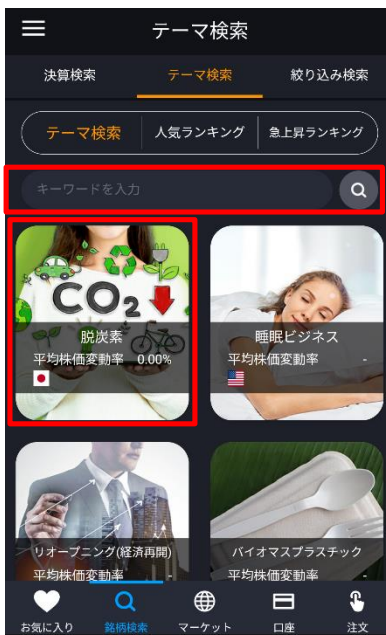 テーマ検索
決算検索 テーマ検索 絞り込み検索
テーマ検索 人気ランキング 急上昇ランキング
キーワードを入力
CO2
脱炭素
平均株価変動率 0.00%
睡眠ビジネス
平均株価変動率 -
リオープニング(経済再開)
平均株価変動率 -
バイオマスプラスチック
平均株価変動率 -
お気に入り 銘柄検索 マーケット 口座 注文